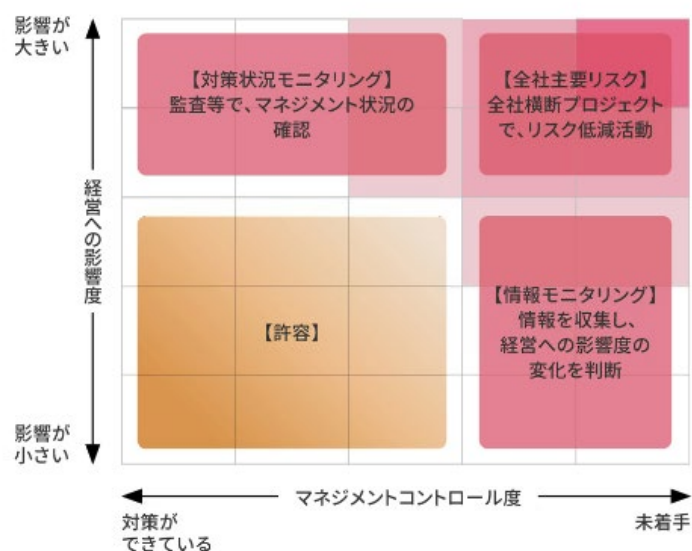 影響が
大きい
【対策状況モニタリング】
監査等で、マネジメント状況の
確認
【全社主要リスク】
全社横断プロジェクト
で、リスク低減活動
経営への影響度
【許容】
【情報モニタリング】
情報を収集し、
経営への影響度の
変化を判断
影響が
小さい
マネジメントコントロール度
対策が
できている
未着手